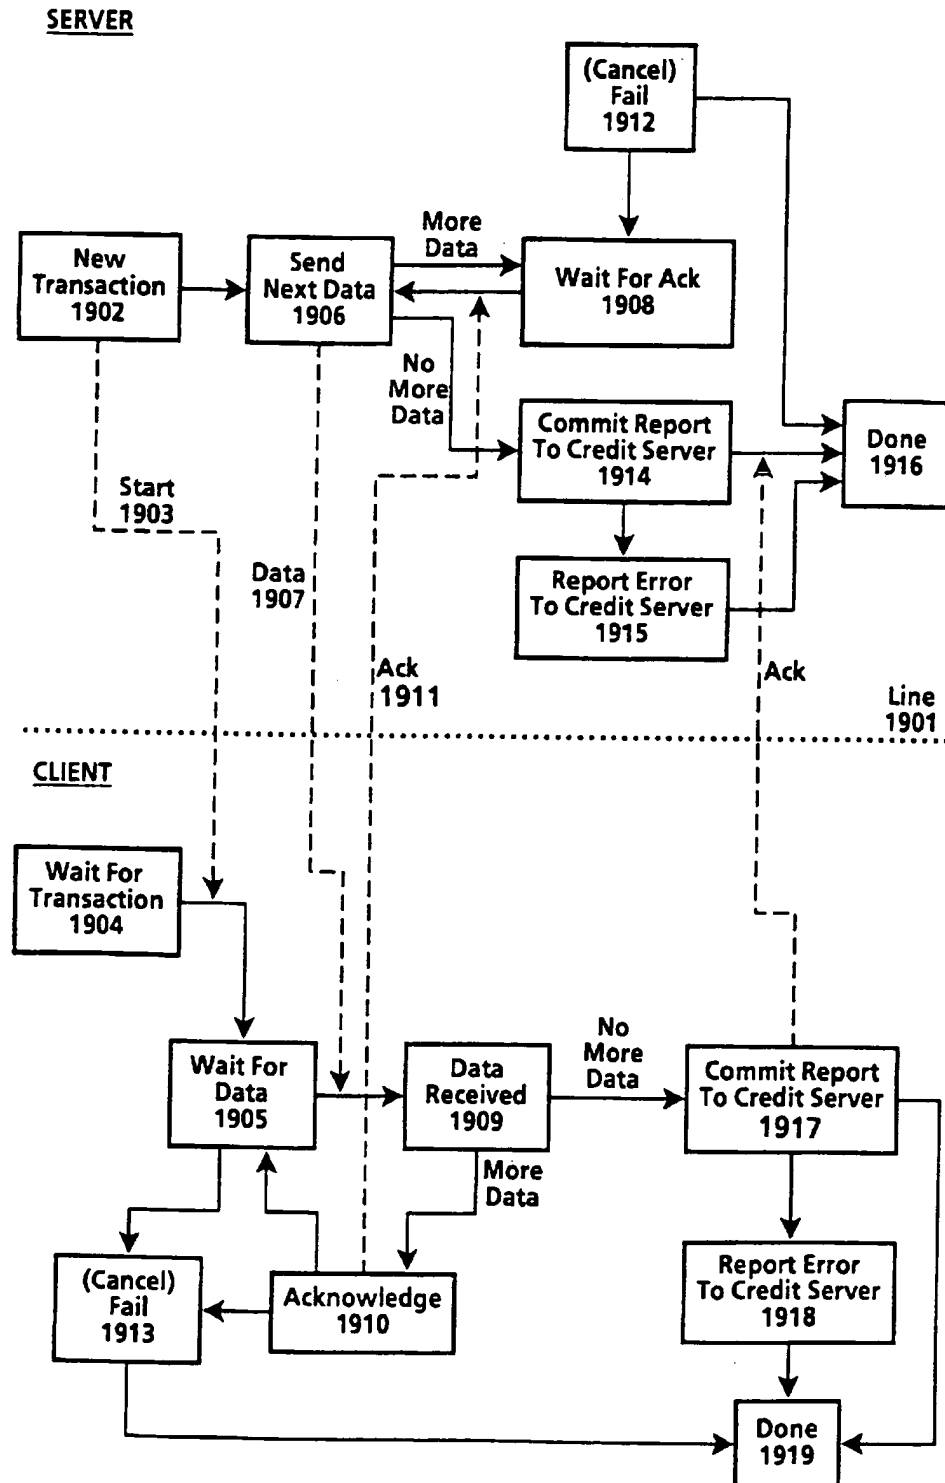 SERVER
(Cancel)
Fail
1912
More
Data
New
Transaction
1902
Send
Next Data
1906
Wait For Ack
1908
No
More
Data
Commit Report
To Credit Server
1914
Done
1916
Start
1903
Data
1907
Report Error
To Credit Server
1915
Ack
1911
Ack
Line
1901
CLIENT
Wait For
Transaction
1904
Wait For
Data
1905
Data
Received
1909
No
More
Data
Commit Report
To Credit Server
1917
More
Data
(Cancel)
Fail
1913
Acknowledge
1910
Report Error
To Credit Server
1918
Done
1919